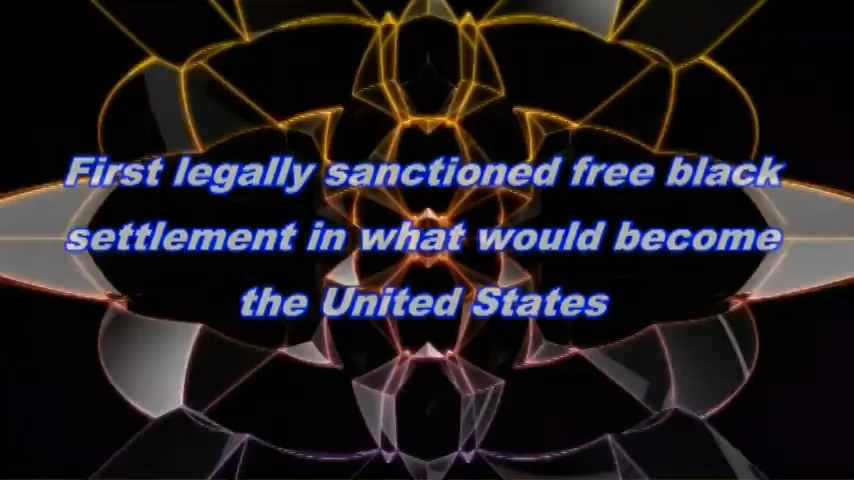 First legally sanctioned free black
settlement in what would become
the United States